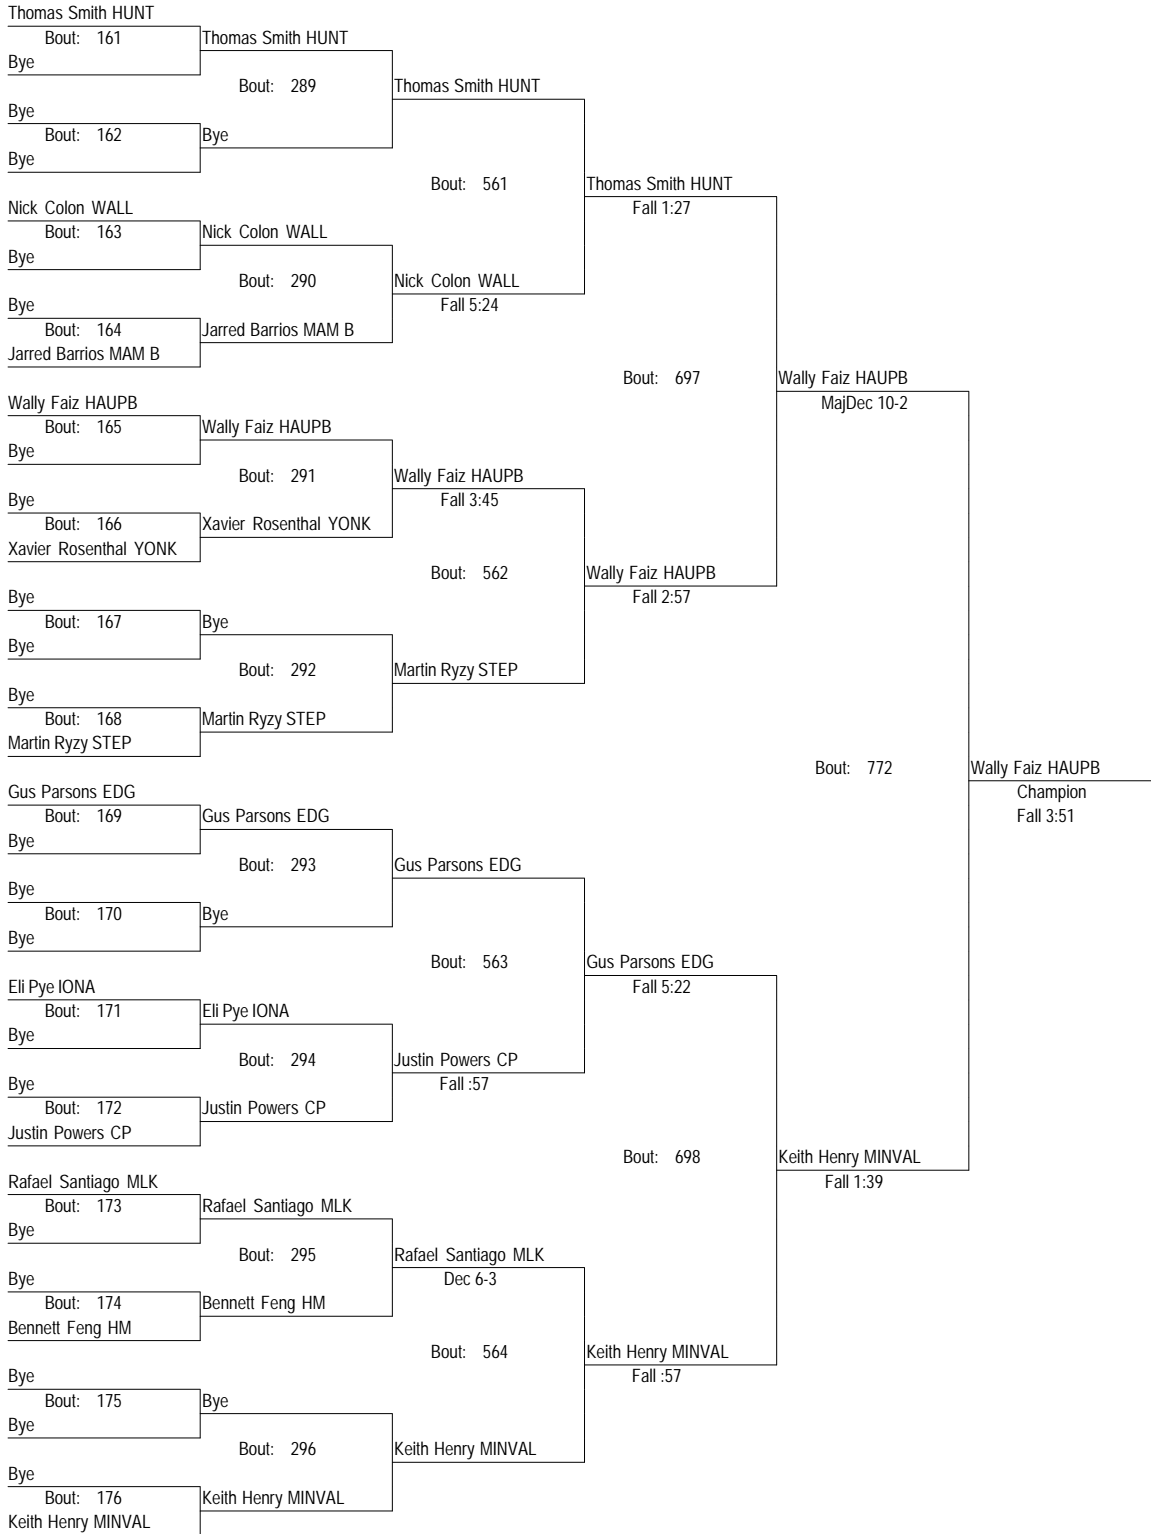 Thomas Smith HUNT
Bout: 161 Thomas Smith HUNT
Bye
Bout: 289 Thomas Smith HUNT
Bye
Bout: 162 Bye
Bye
Bout: 561 Thomas Smith HUNT
Nick Colon WALL Fall 1:27
Bout: 163 Nick Colon WALL
Bye
Bout: 290 Nick Colon WALL
Bye Fall 5:24
Bout: 164 Jarred Barrios MAM B
Jarred Barrios MAM B
Bout: 697 Wally Faiz HAUPB
Wally Faiz HAUPB MajDec 10-2
Bout: 165 Wally Faiz HAUPB
Bye
Bout: 291 Wally Faiz HAUPB
Bye Fall 3:45
Bout: 166 Xavier Rosenthal YONK
Xavier Rosenthal YONK
Bout: 562 Wally Faiz HAUPB
Bye Fall 2:57
Bout: 167 Bye
Bye
Bout: 292 Martin Ryzy STEP
Bye
Bout: 168 Martin Ryzy STEP
Martin Ryzy STEP
Bout: 772 Wally Faiz HAUPB
Gus Parsons EDG Champion
Bout: 169 Gus Parsons EDG Fall 3:51
Bye
Bout: 293 Gus Parsons EDG
Bye
Bout: 170 Bye
Bye
Bout: 563 Gus Parsons EDG
Eli Pye IONA Fall 5:22
Bout: 171 Eli Pye IONA
Bye
Bout: 294 Justin Powers CP
Bye Fall :57
Bout: 172 Justin Powers CP
Justin Powers CP
Bout: 698 Keith Henry MINVAL
Rafael Santiago MLK Fall 1:39
Bout: 173 Rafael Santiago MLK
Bye
Bout: 295 Rafael Santiago MLK
Bye Dec 6-3
Bout: 174 Bennett Feng HM
Bennett Feng HM
Bout: 564 Keith Henry MINVAL
Bye Fall :57
Bout: 175 Bye
Bye
Bout: 296 Keith Henry MINVAL
Bye
Bout: 176 Keith Henry MINVAL
Keith Henry MINVAL